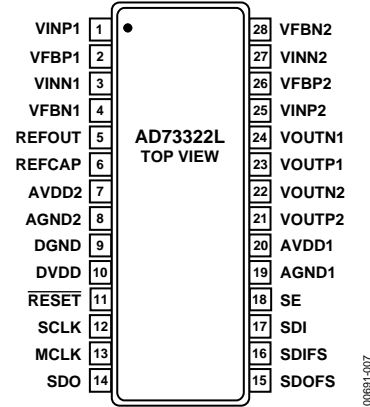 VINP1 1 28 VFBN2
VFBP1 2 27 VINN2
VINN1 3 26 VFBP2
VFBN1 4 25 VINP2
REFOUT 5 AD73322L 24 VOUTN1
REFCAP 6 TOP VIEW 23 VOUTP1
AVDD2 7 22 VOUTN2
AGND2 8 21 VOUTP2
DGND 9 20 AVDD1
DVDD 10 19 AGND1
RESET 11 18 SE
SCLK 12 17 SDI
MCLK 13 16 SDIFS
SDO 14 15 SDOFS
00691-007